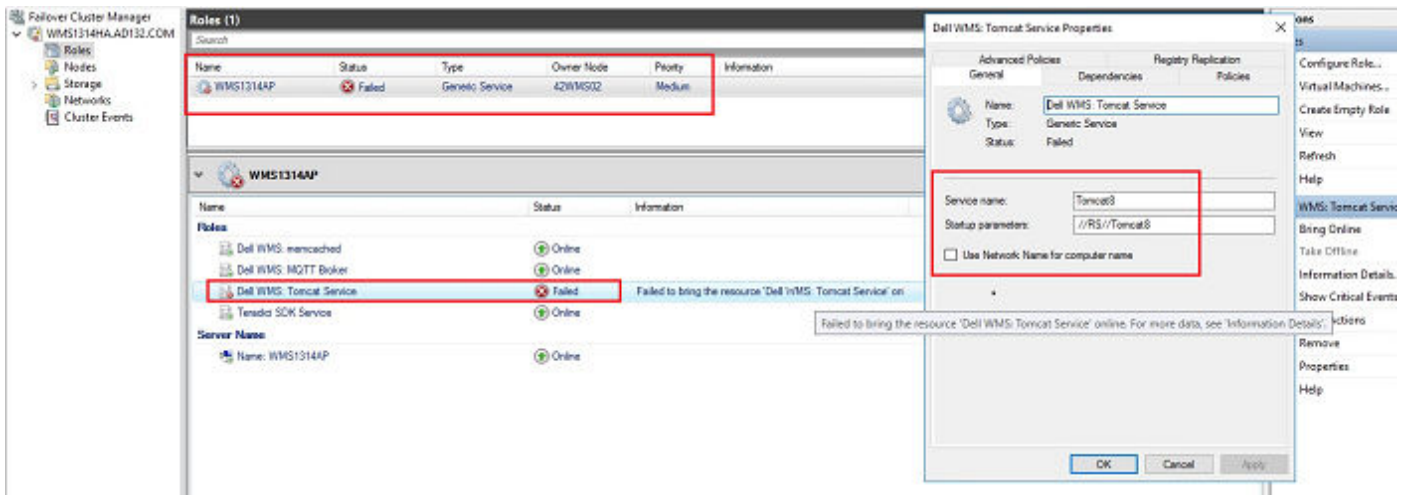 Failover Cluster Manager
WMS1314HA.AD132.COM
Roles
Nodes
Storage
Networks
Cluster Events
Roles (1)
Search
Name Status Type Owner Node Priority Information
WMS1314AP Failed Generic Service 42WMS02 Medium
WMS1314AP
Name Status Information
Roles
Dell WMS: memcached Online
Dell WMS: MQTT Broker Online
Dell WMS: Tomcat Service Failed Failed to bring the resource 'Dell WMS: Tomcat Service' on
Teradici SDK Service Online
Server Name
Name: WMS1314AP Online
Dell WMS: Tomcat Service Properties
Advanced Policies Registry Replication
General Dependencies Policies
Name: Dell WMS: Tomcat Service
Type: Generic Service
Status: Failed
Service name: Tomcat8
Startup parameters: //RS//Tomcat8
Use Network Name for computer name
Failed to bring the resource 'Dell WMS: Tomcat Service' online. For more data, see 'Information Details'.
OK Cancel Apply
ons
Configure Role...
Virtual Machines...
Create Empty Role
View
Refresh
Help
WMS: Tomcat Servic
Bring Online
Take Offline
Information Details.
Show Critical Events
ctions
Remove
Properties
Help